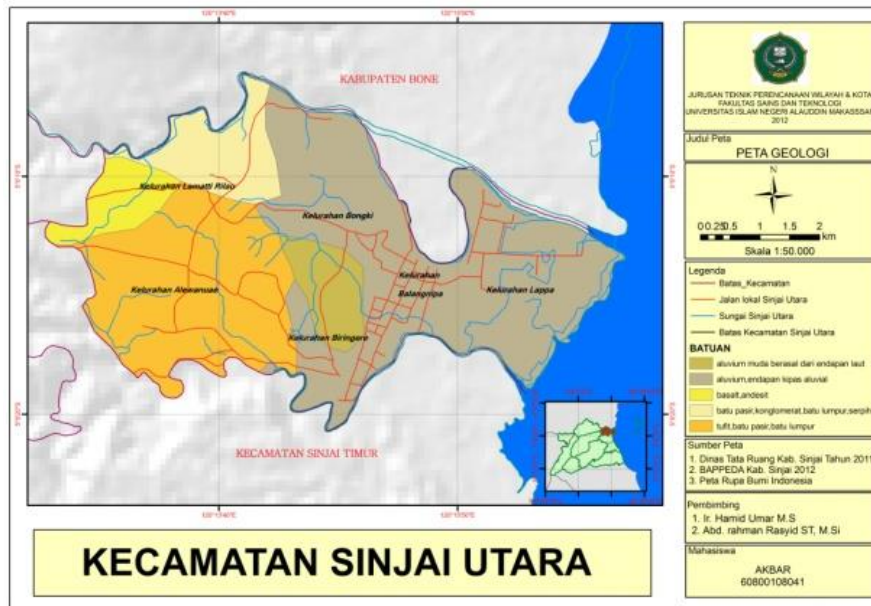 KABUPATEN BONE
Kelurahan Lamatti Rilau
Kelurahan Bongki
Kelurahan Alewanuae
Kelurahan
Balangnipa
Kelurahan Lappa
Kelurahan Biringere
KECAMATAN SINJAI TIMUR
KECAMATAN SINJAI UTARA
JURUSAN TEKNIK PERENCANAAN WILAYAH & KOTA
FAKULTAS SAINS DAN TEKNOLOGI
UNIVERSITAS ISLAM NEGERI ALAUDDIN MAKASSSAR
2012
Judul Peta
PETA GEOLOGI
N
0 0.25 0.5 1 1.5 2
km
Skala 1:50.000
Legenda
Batas_Kecamatan
Jalan lokal Sinjai Utara
Sungai Sinjai Utara
Batas Kecamatan Sinjai Utara
BATUAN
aluvium muda berasal dari endapan laut
aluvium,endapan kipas aluvial
basalt,andesit
batu pasir,konglomerat,batu lumpur,serpih
tufit,batu pasir,batu lumpur
Sumber Peta
1. Dinas Tata Ruang Kab. Sinjai Tahun 2011
2. BAPPEDA Kab. Sinjai 2012
3. Peta Rupa Bumi Indonesia
Pembimbing
1. Ir. Hamid Umar M.S
2. Abd. rahman Rasyid ST, M.Si
Mahasiswa
AKBAR
60800108041